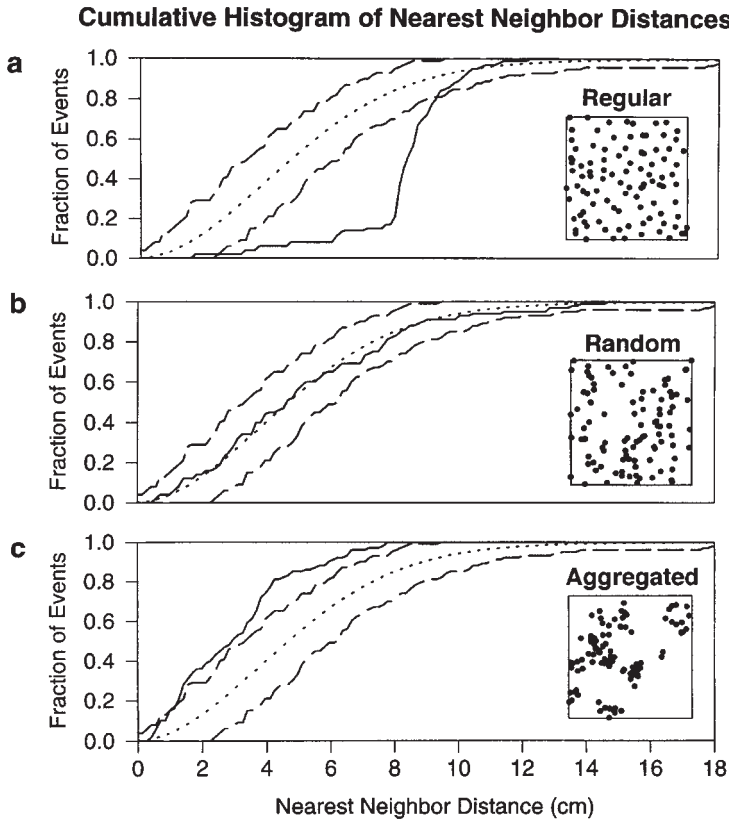 Cumulative Histogram of Nearest Neighbor Distances
a
Fraction of Events
1.0
0.8
0.6
0.4
0.2
0.0
Regular
b
Fraction of Events
1.0
0.8
0.6
0.4
0.2
0.0
Random
c
Fraction of Events
1.0
0.8
0.6
0.4
0.2
0.0
Aggregated
0 2 4 6 8 10 12 14 16 18
Nearest Neighbor Distance (cm)